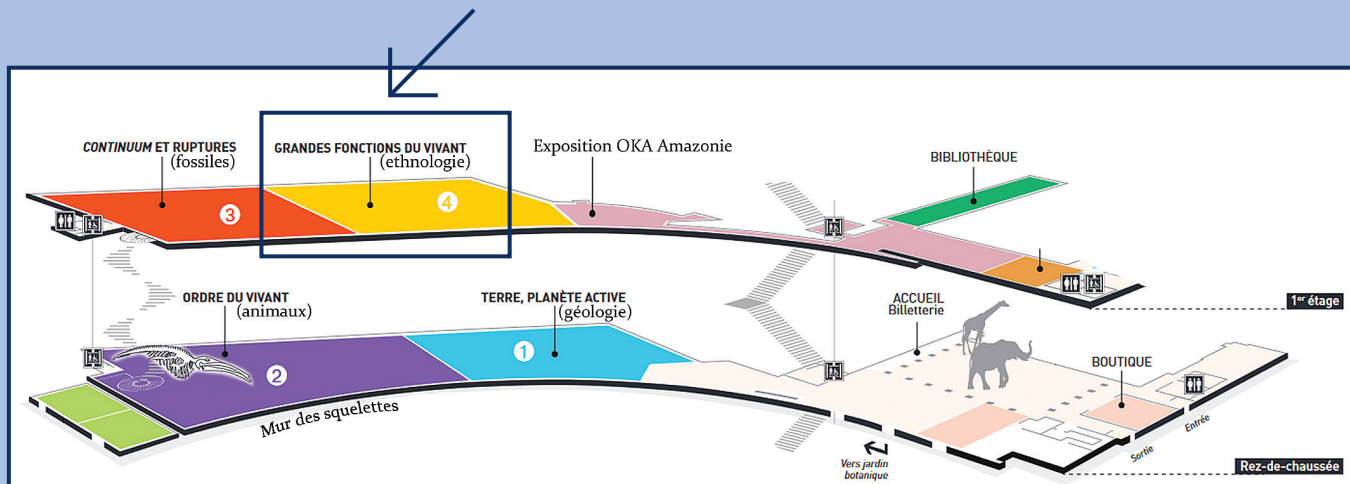 CONTINUUM ET RUPTURES
(fossiles)
GRANDES FONCTIONS DU VIVANT
(ethnologie)
Exposition OKA Amazonie
BIBLIOTHÈQUE
3
4
ORDRE DU VIVANT
(animaux)
TERRE, PLANÈTE ACTIVE
(géologie)
ACCUEIL
Billetterie
1er étage
1
2
BOUTIQUE
Mur des squelettes
Entrée
Sortie
Vers jardin
botanique
Rez-de-chaussée